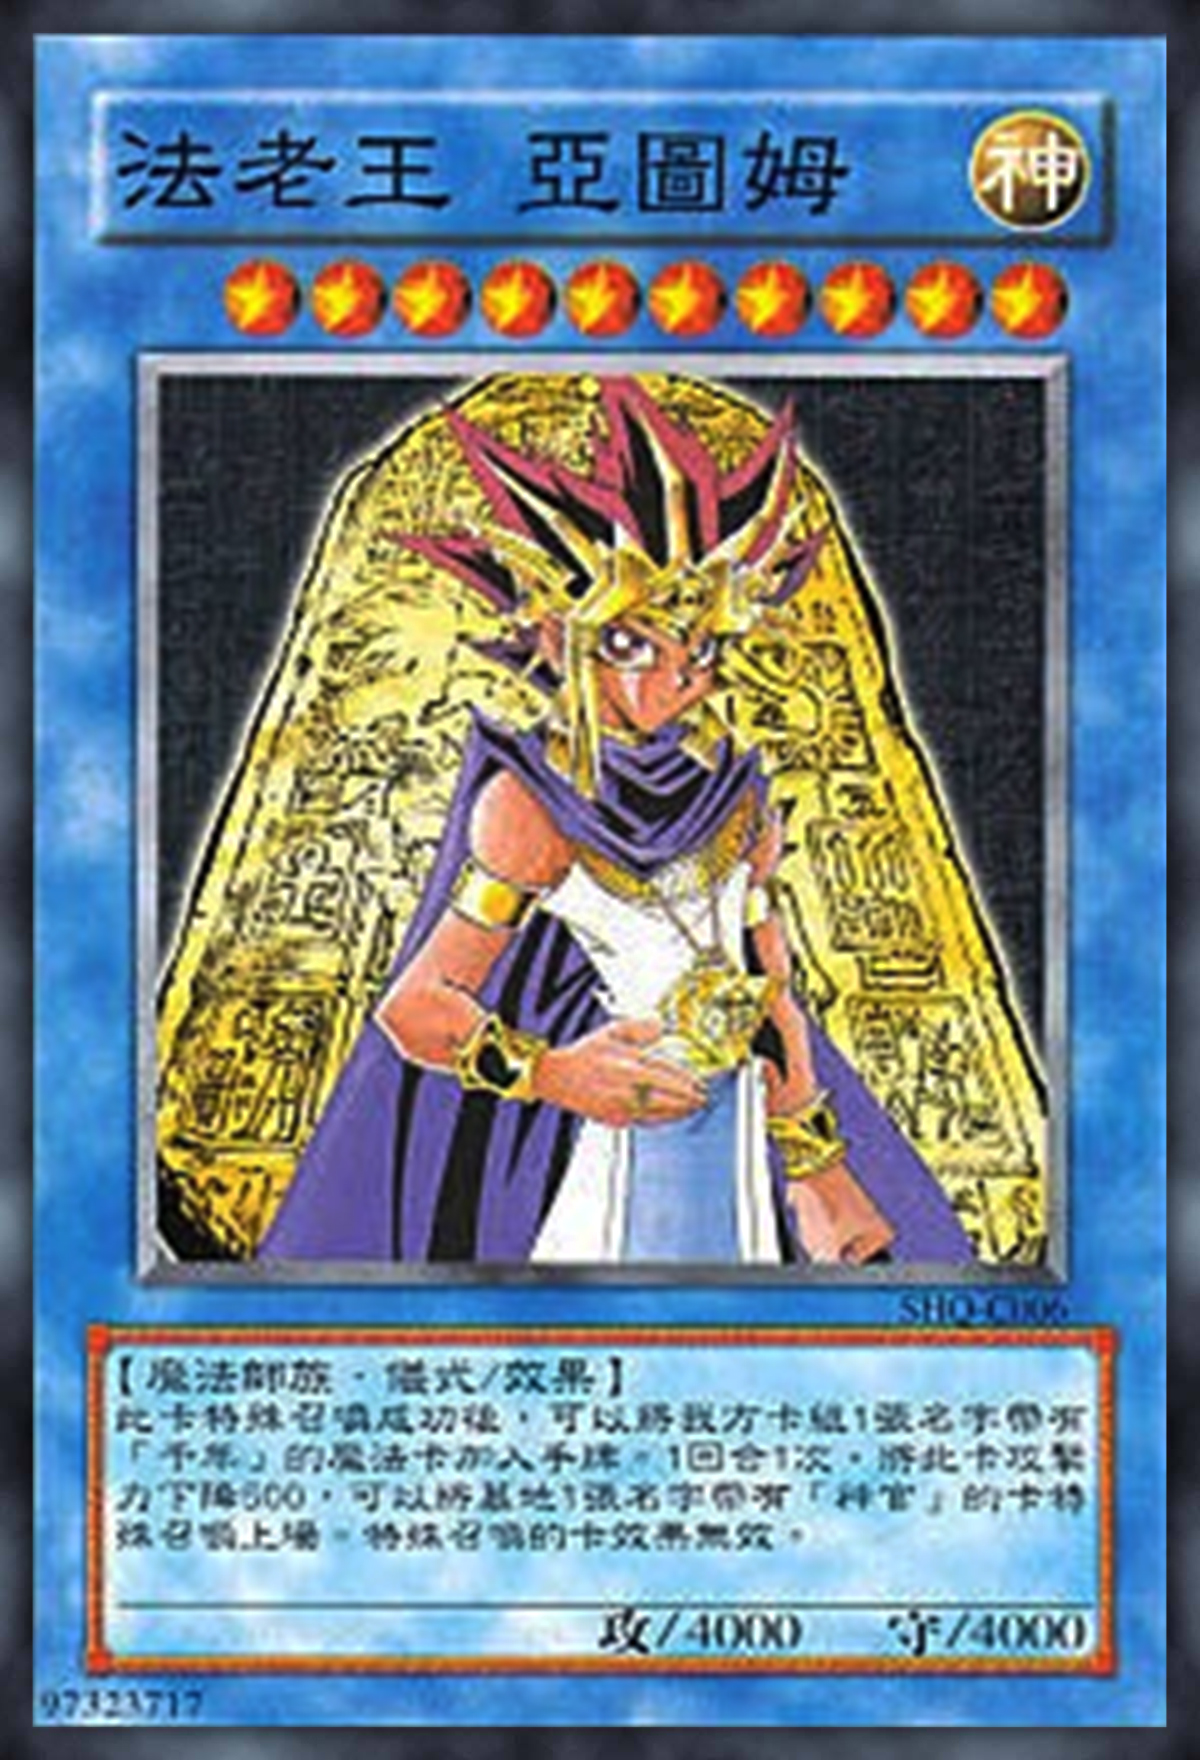 法老王 亞圖姆
神
SHQ-C006
【魔法師族·儀式/效果】
此卡特殊召喚成功後，可以將我方卡組1張名字帶有
「千年」的魔法卡加入手牌。1回合1次，將此卡攻擊
力下降500，可以將墓地1張名字帶有「神官」的卡特
殊召喚上場。特殊召喚的卡效果無效。
攻/4000 守/4000
97323717